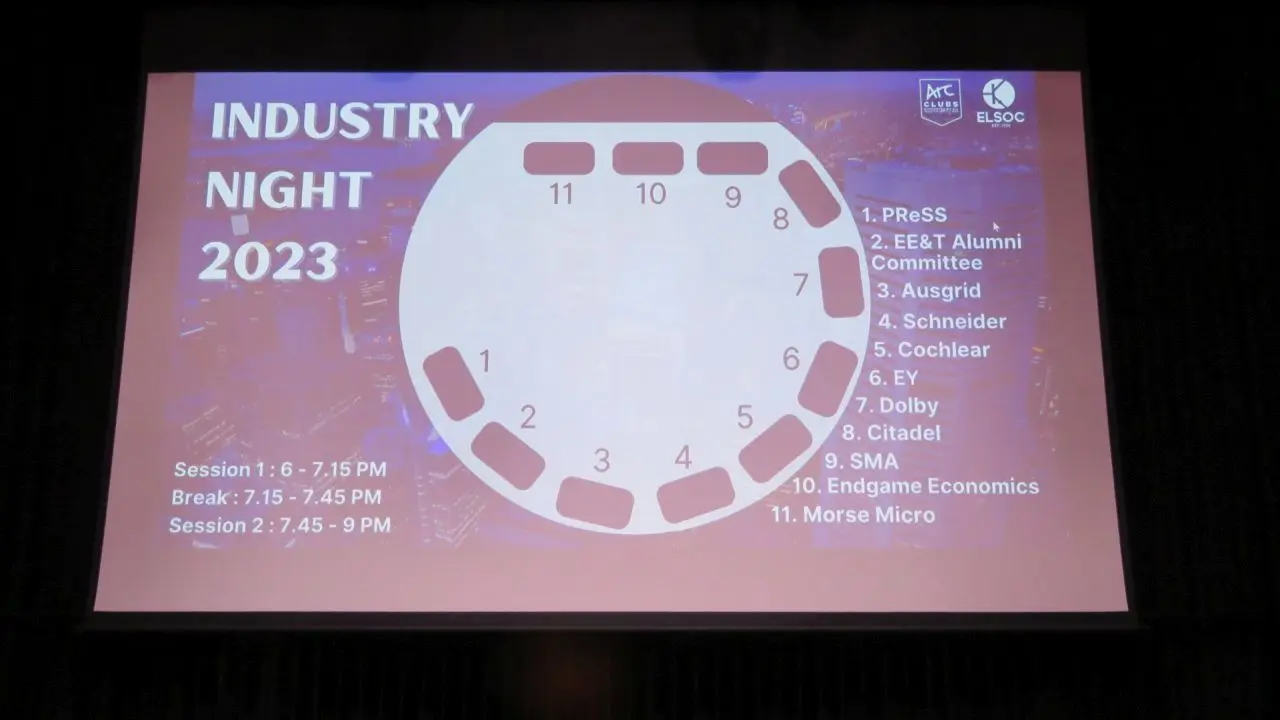 INDUSTRY
NIGHT
2023
Arc
CLUBS
ELSOC
11
10
9
8
7
6
5
4
3
2
1
1. PReSS
2. EE&T Alumni
Committee
3. Ausgrid
4. Schneider
5. Cochlear
6. EY
7. Dolby
8. Citadel
9. SMA
10. Endgame Economics
11. Morse Micro
Session 1 : 6 - 7.15 PM
Break : 7.15 - 7.45 PM
Session 2 : 7.45 - 9 PM